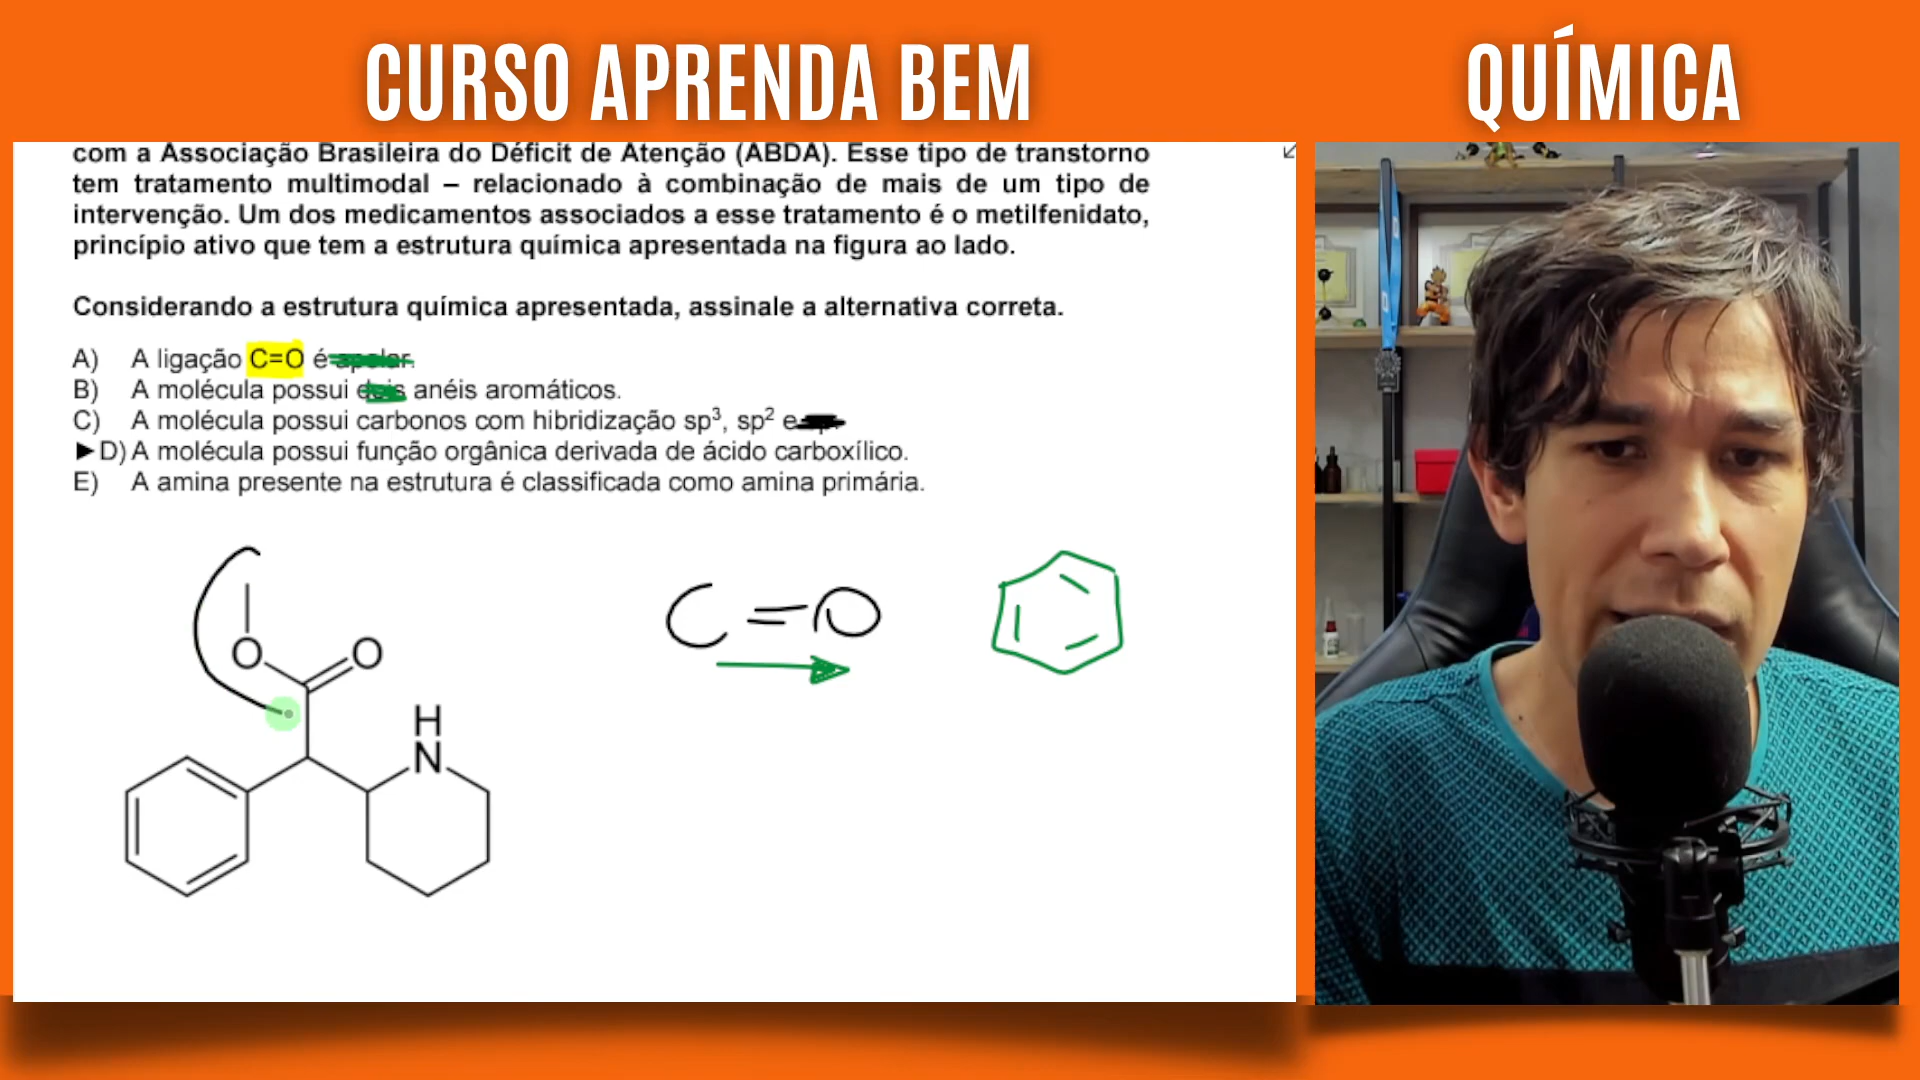 CURSO APRENDA BEM
QUÍMICA
com a Associação Brasileira do Déficit de Atenção (ABDA). Esse tipo de transtorno
tem tratamento multimodal – relacionado à combinação de mais de um tipo de
intervenção. Um dos medicamentos associados a esse tratamento é o metilfenidato,
princípio ativo que tem a estrutura química apresentada na figura ao lado.
Considerando a estrutura química apresentada, assinale a alternativa correta.
A) A ligação C=O é apolar.
B) A molécula possui dois anéis aromáticos.
C) A molécula possui carbonos com hibridização sp³, sp² e
►D) A molécula possui função orgânica derivada de ácido carboxílico.
E) A amina presente na estrutura é classificada como amina primária.
C=O
O
O
H
N